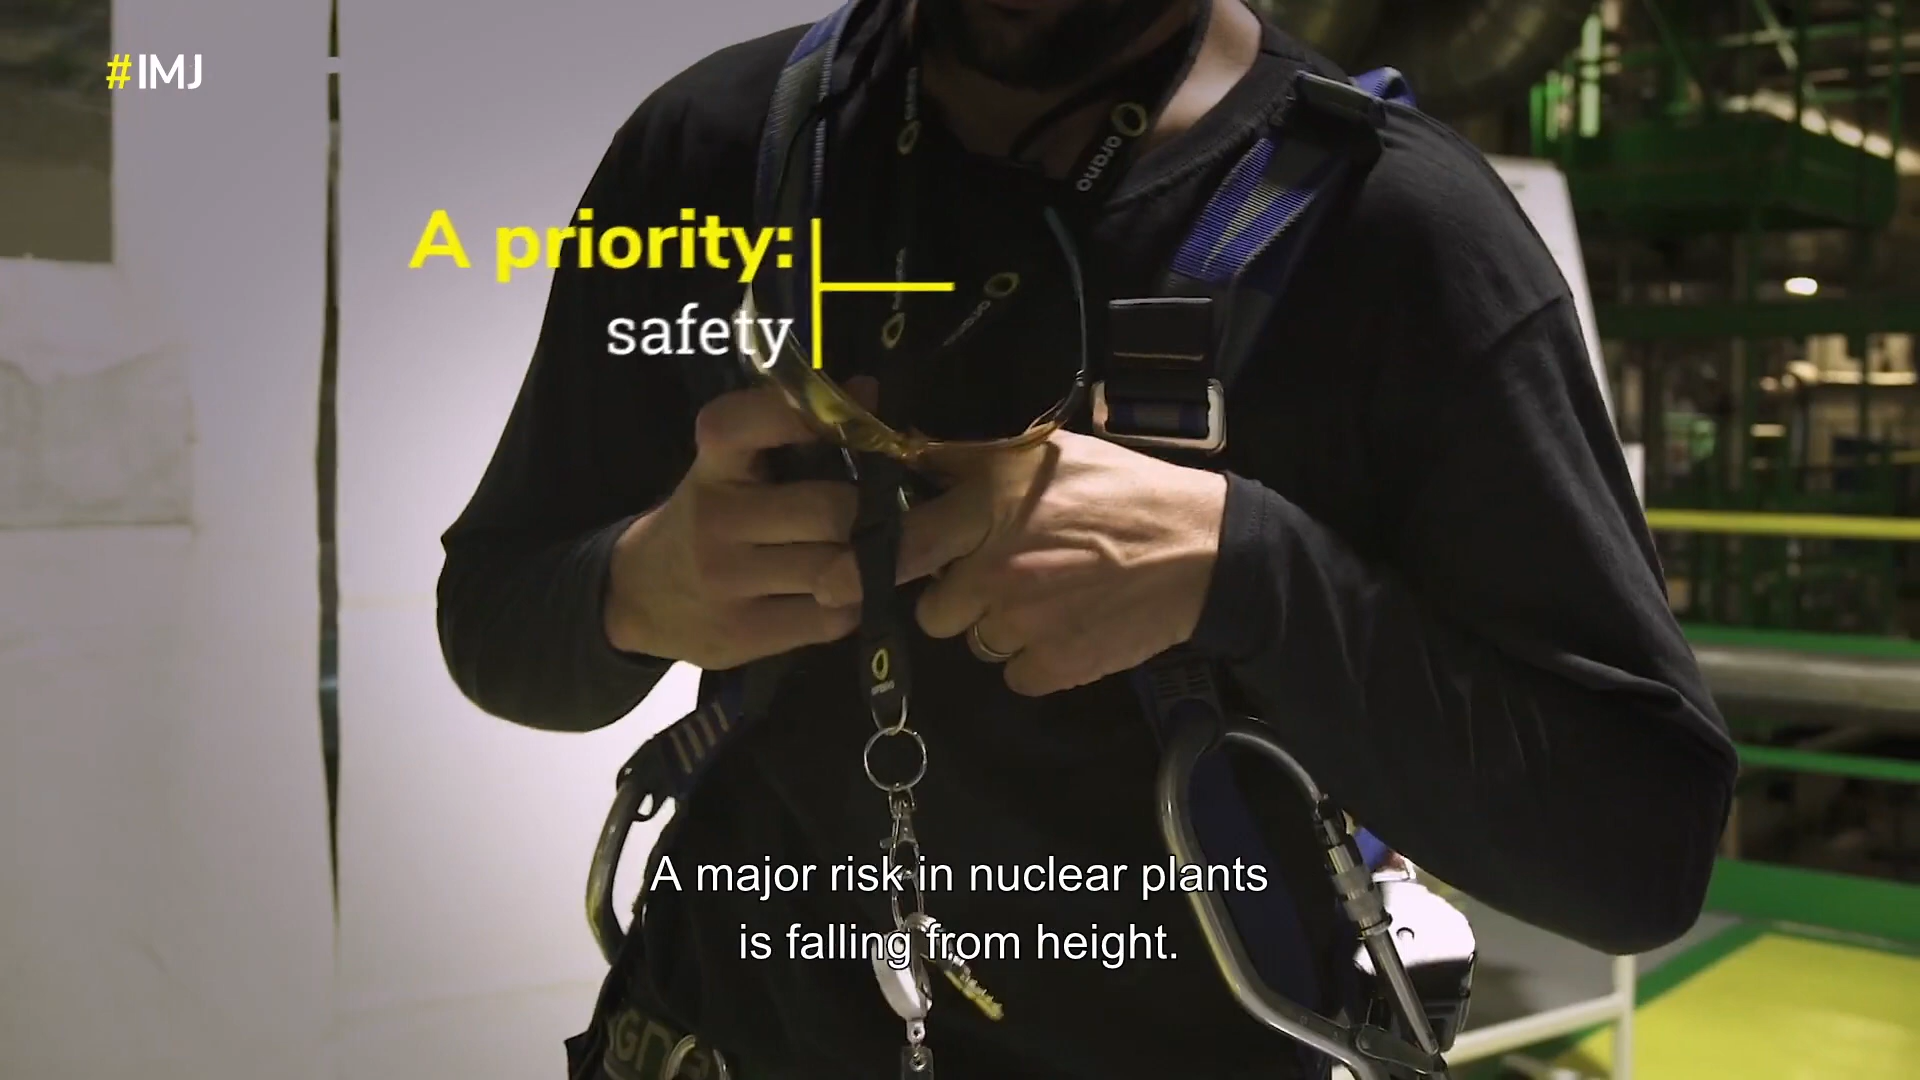 #IMJ
orano
A priority:
safety
orano
A major risk in nuclear plants
is falling from height.